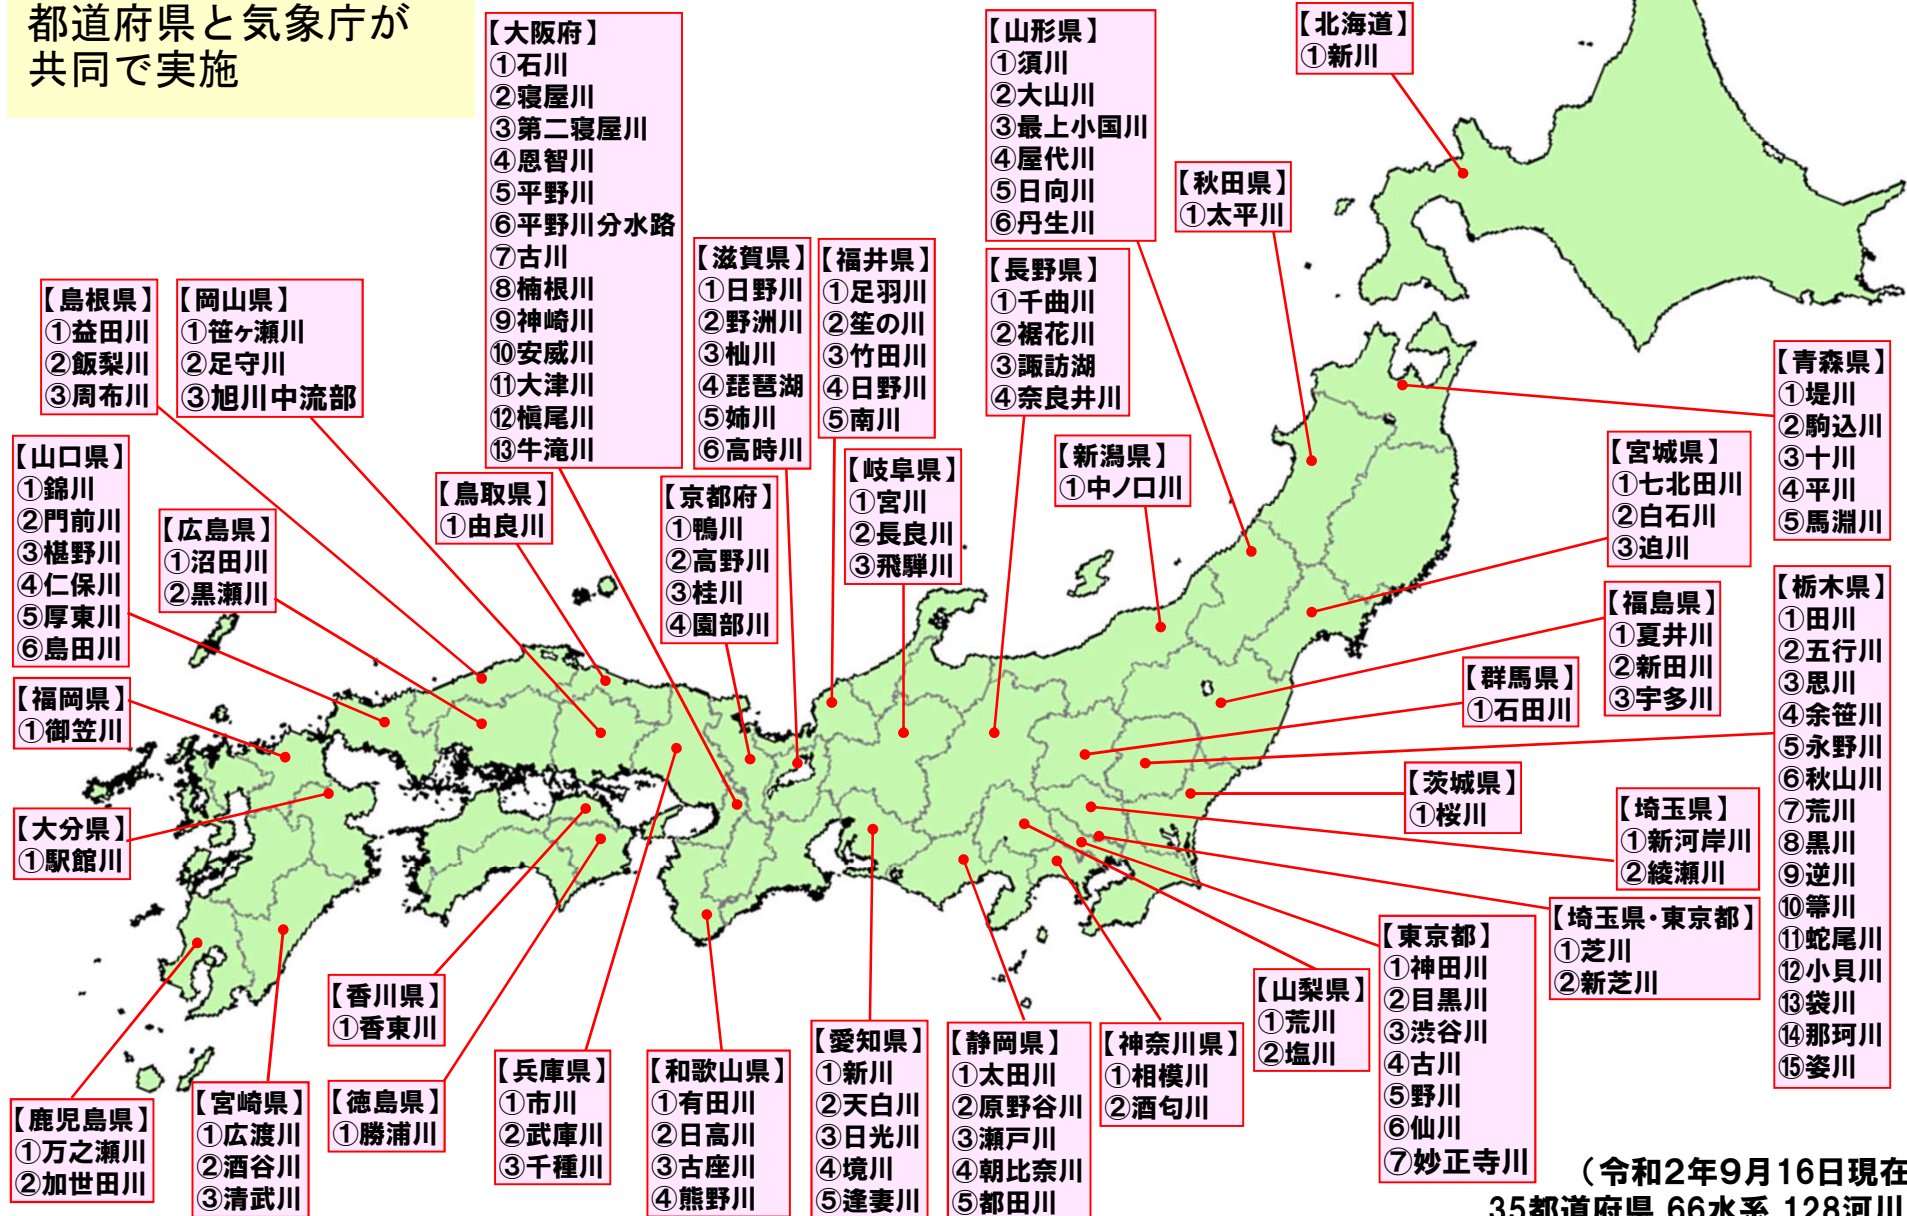 都道府県と気象庁が
共同で実施
【大阪府】
①石川
②寝屋川
③第二寝屋川
④恩智川
⑤平野川
⑥平野川分水路
⑦古川
⑧楠根川
⑨神崎川
⑩安威川
⑪大津川
⑫槇尾川
⑬牛滝川
【山形県】
①須川
②大山川
③最上小国川
④屋代川
⑤日向川
⑥丹生川
【北海道】
①新川
【秋田県】
①太平川
【滋賀県】
①日野川
②野洲川
③杣川
④琵琶湖
⑤姉川
⑥高時川
【福井県】
①足羽川
②笙の川
③竹田川
④日野川
⑤南川
【長野県】
①千曲川
②裾花川
③諏訪湖
④奈良井川
【島根県】
①益田川
②飯梨川
③周布川
【岡山県】
①笹ヶ瀬川
②足守川
③旭川中流部
【青森県】
①堤川
②駒込川
③十川
④平川
⑤馬淵川
【山口県】
①錦川
②門前川
③椹野川
④仁保川
⑤厚東川
⑥島田川
【広島県】
①沼田川
②黒瀬川
【鳥取県】
①由良川
【京都府】
①鴨川
②高野川
③桂川
④園部川
【岐阜県】
①宮川
②長良川
③飛騨川
【新潟県】
①中ノ口川
【宮城県】
①七北田川
②白石川
③迫川
【栃木県】
①田川
②五行川
③思川
④余笹川
⑤永野川
⑥秋山川
⑦荒川
⑧黒川
⑨逆川
⑩箒川
⑪蛇尾川
⑫小貝川
⑬袋川
⑭那珂川
⑮姿川
【福島県】
①夏井川
②新田川
③宇多川
【群馬県】
①石田川
【福岡県】
①御笠川
【茨城県】
①桜川
【埼玉県】
①新河岸川
②綾瀬川
【大分県】
①駅館川
【埼玉県・東京都】
①芝川
②新芝川
【東京都】
①神田川
②目黒川
③渋谷川
④古川
⑤野川
⑥仙川
⑦妙正寺川
【山梨県】
①荒川
②塩川
【香川県】
①香東川
【徳島県】
①勝浦川
【兵庫県】
①市川
②武庫川
③千種川
【和歌山県】
①有田川
②日高川
③古座川
④熊野川
【愛知県】
①新川
②天白川
③日光川
④境川
⑤逢妻川
【静岡県】
①太田川
②原野谷川
③瀬戸川
④朝比奈川
⑤都田川
【神奈川県】
①相模川
②酒匂川
【鹿児島県】
①万之瀬川
②加世田川
【宮崎県】
①広渡川
②酒谷川
③清武川
（令和2年9月16日現在
35都道府県 66水系 128河川